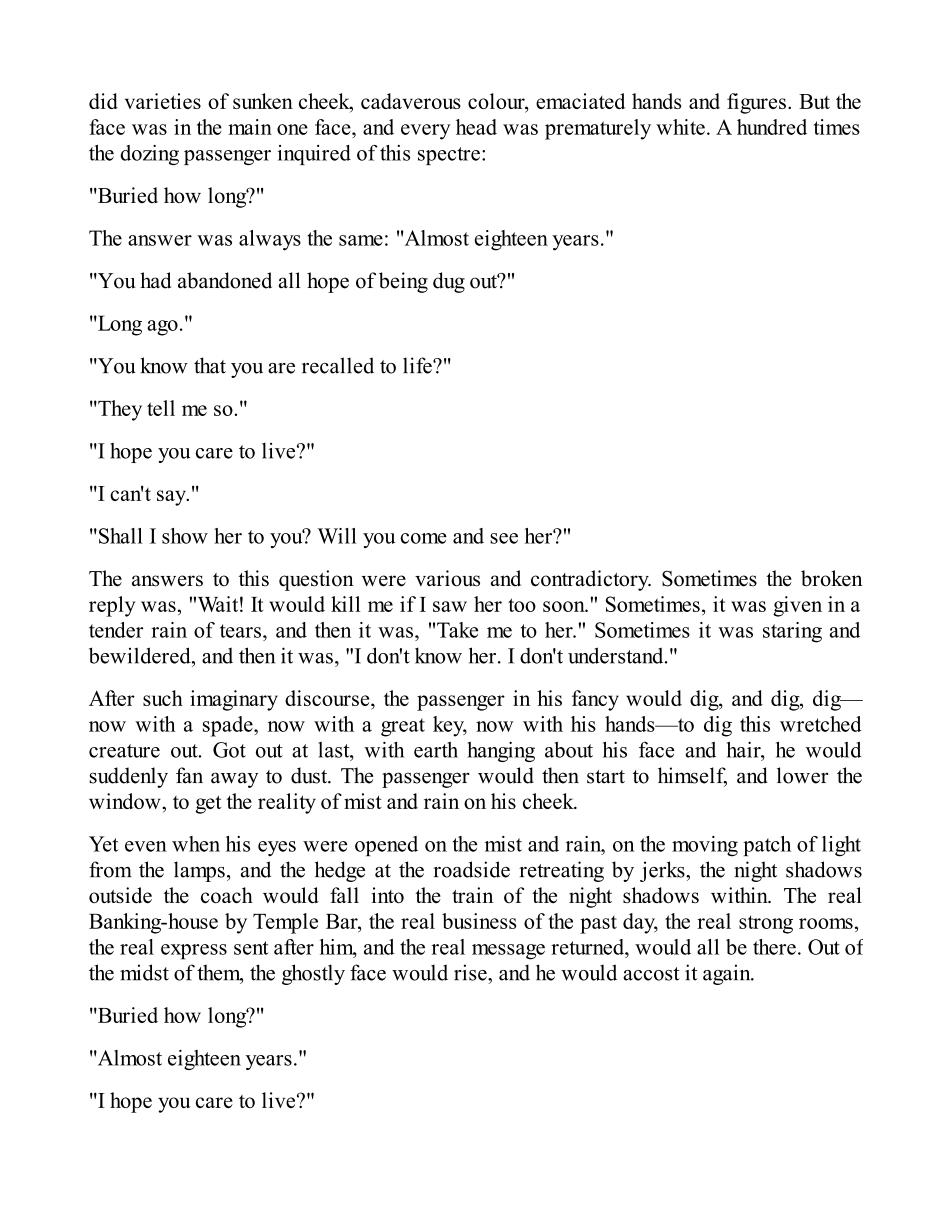 did varieties of sunken cheek, cadaverous colour, emaciated hands and figures. But the
face was in the main one face, and every head was prematurely white. A hundred times
the dozing passenger inquired of this spectre:
"Buried how long?"
The answer was always the same: "Almost eighteen years."
"You had abandoned all hope of being dug out?"
"Long ago."
"You know that you are recalled to life?"
"They tell me so."
"I hope you care to live?"
"I can't say."
"Shall I show her to you? Will you come and see her?"
The answers to this question were various and contradictory. Sometimes the broken
reply was, "Wait! It would kill me if I saw her too soon." Sometimes, it was given in a
tender rain of tears, and then it was, "Take me to her." Sometimes it was staring and
bewildered, and then it was, "I don't know her. I don't understand."
After such imaginary discourse, the passenger in his fancy would dig, and dig, dig—
now with a spade, now with a great key, now with his hands—to dig this wretched
creature out. Got out at last, with earth hanging about his face and hair, he would
suddenly fan away to dust. The passenger would then start to himself, and lower the
window, to get the reality of mist and rain on his cheek.
Yet even when his eyes were opened on the mist and rain, on the moving patch of light
from the lamps, and the hedge at the roadside retreating by jerks, the night shadows
outside the coach would fall into the train of the night shadows within. The real
Banking-house by Temple Bar, the real business of the past day, the real strong rooms,
the real express sent after him, and the real message returned, would all be there. Out of
the midst of them, the ghostly face would rise, and he would accost it again.
"Buried how long?"
"Almost eighteen years."
"I hope you care to live?"